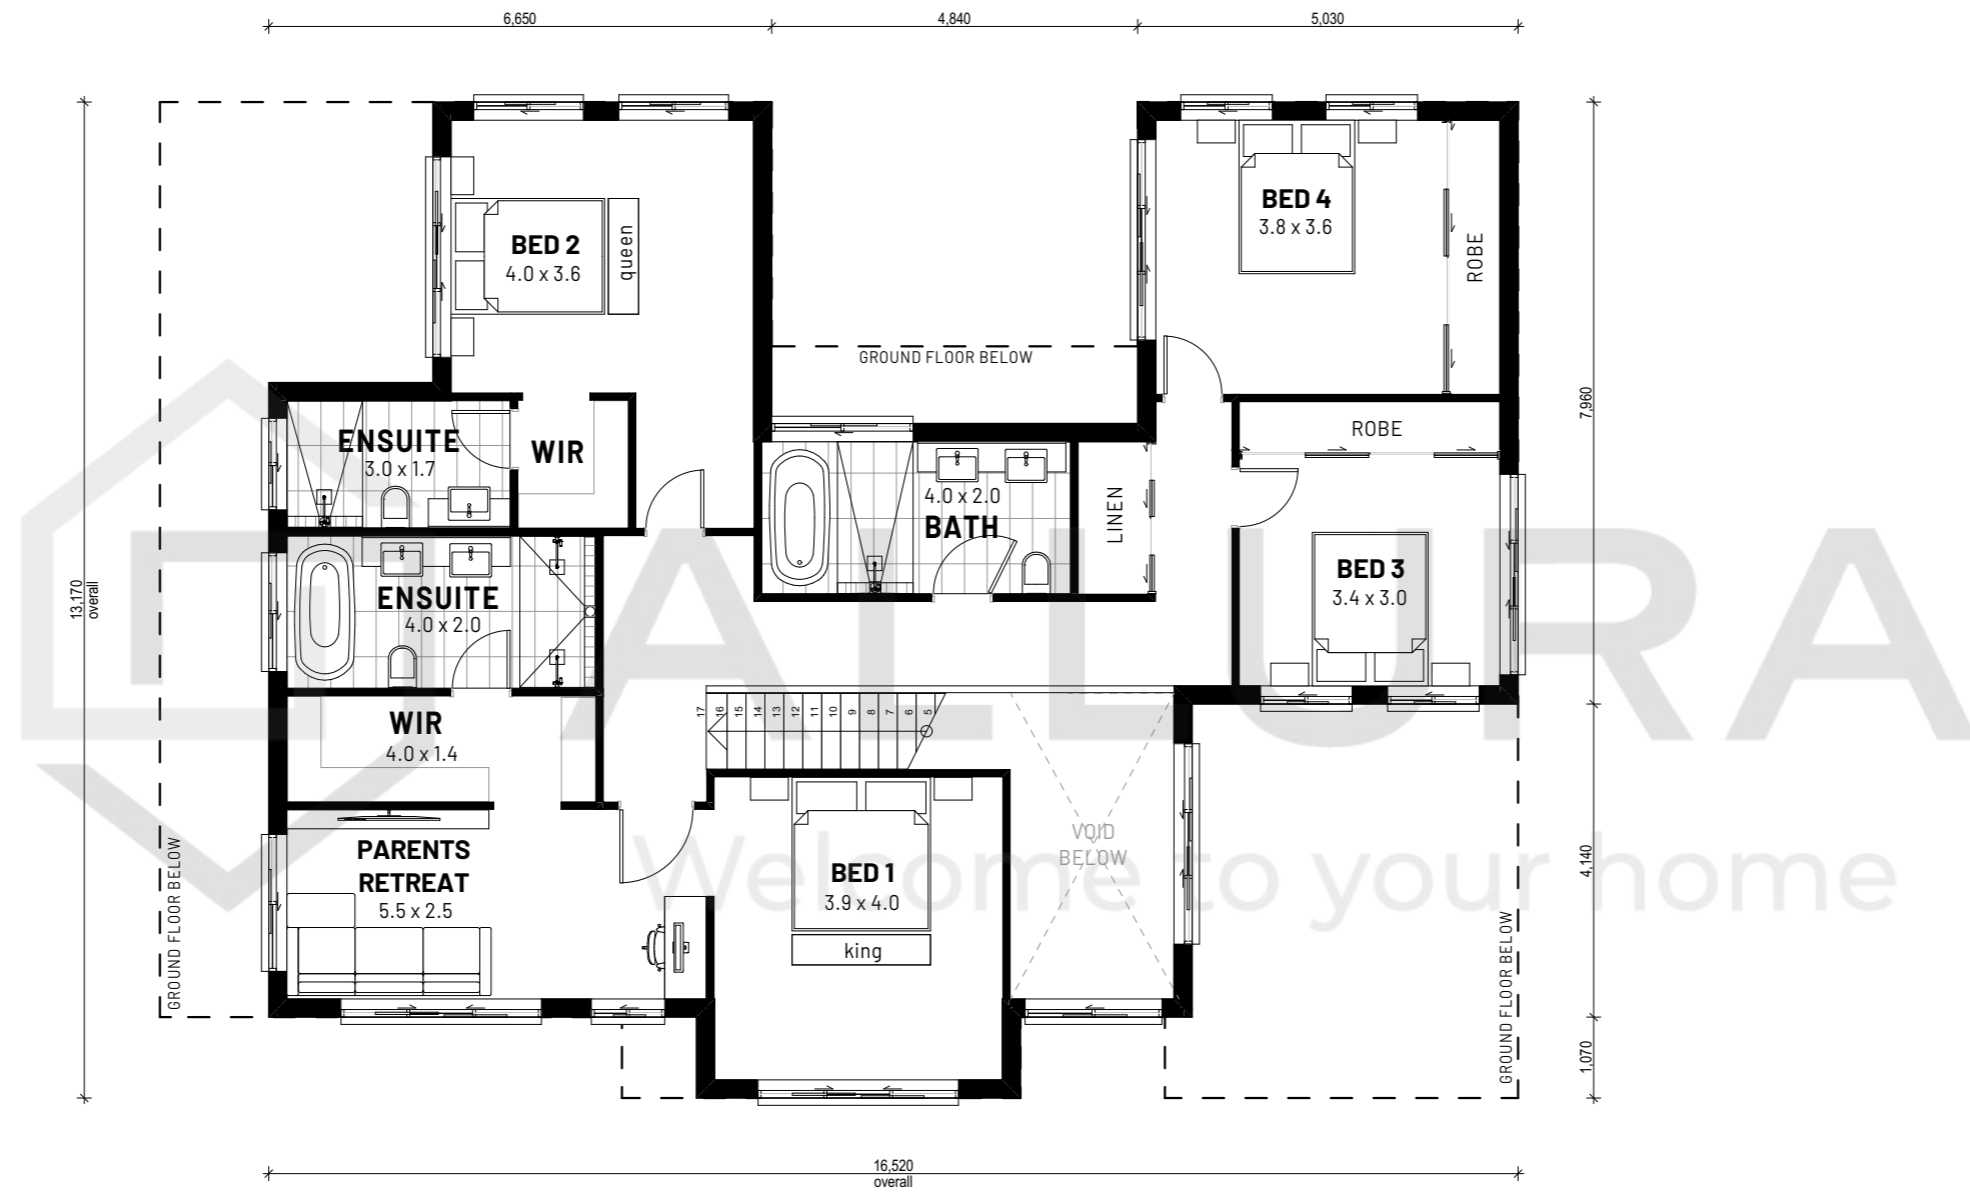 6,650
4,840
5,030
BED 2
4.0 x 3.6
queen
BED 4
3.8 x 3.6
ROBE
GROUND FLOOR BELOW
7,960
ENSUITE
3.0 x 1.7
WIR
ROBE
4.0 x 2.0
BATH
LINEN
BED 3
3.4 x 3.0
13,170
overall
ENSUITE
4.0 x 2.0
ALLURA
WIR
4.0 x 1.4
17
16
15
14
13
12
11
10
9
8
7
6
5
VOID
BELOW
PARENTS
RETREAT
5.5 x 2.5
BED 1
3.9 x 4.0
king
Welcome to your home
4,140
GROUND FLOOR BELOW
GROUND FLOOR BELOW
1,070
16,520
overall